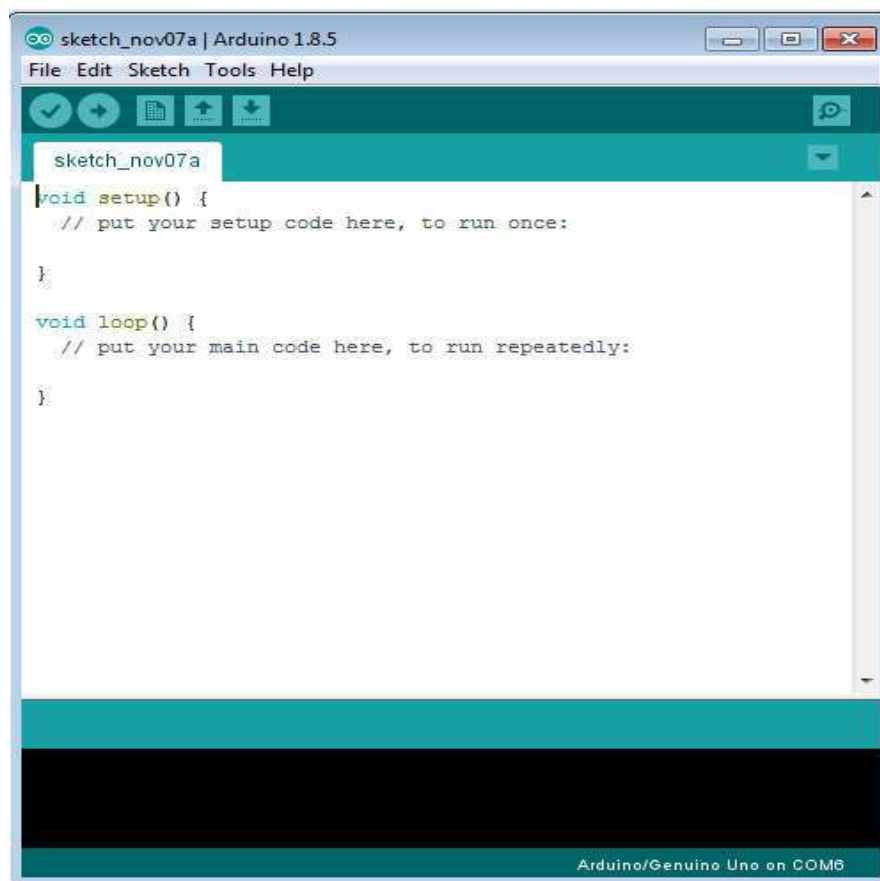 sketch_nov07a | Arduino 1.8.5
File Edit Sketch Tools Help
sketch_nov07a
void setup() {
  // put your setup code here, to run once:
}
void loop() {
  // put your main code here, to run repeatedly:
}
Arduino/Genuino Uno on COM6